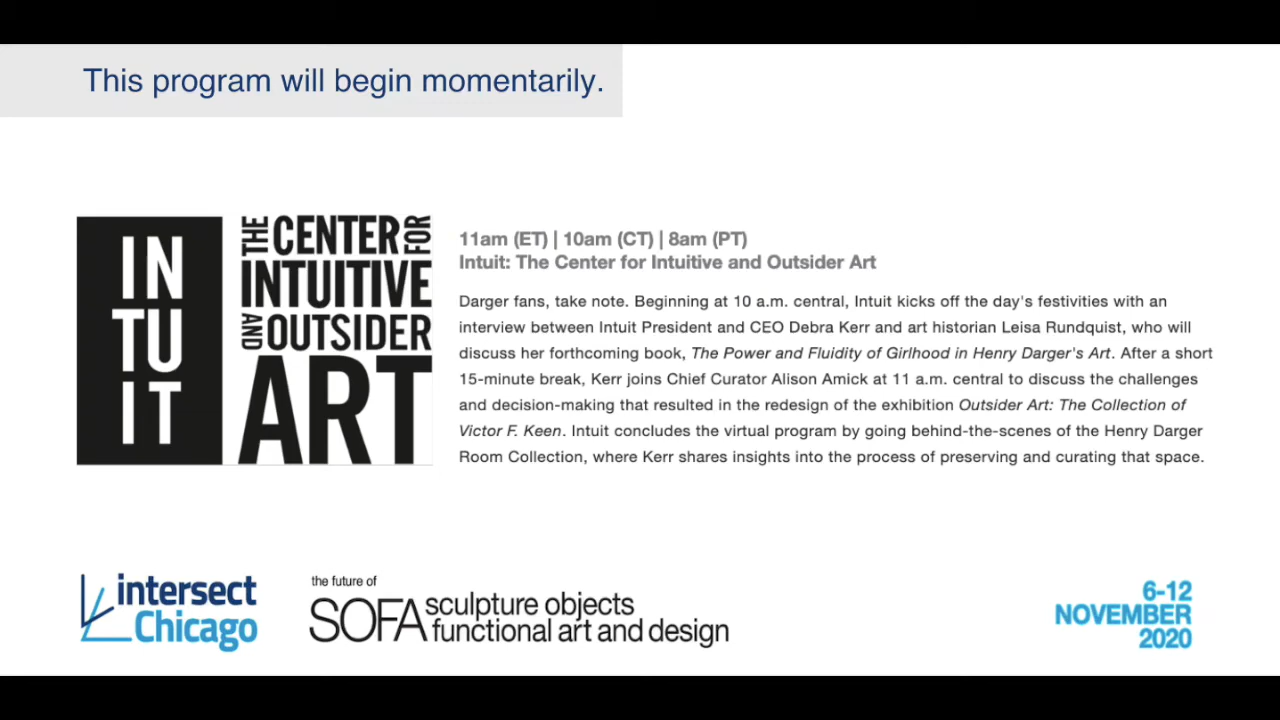 This program will begin momentarily.
IN
TU
IT
THE CENTER FOR
INTUITIVE
AND OUTSIDER
ART
11am (ET) | 10am (CT) | 8am (PT)
Intuit: The Center for Intuitive and Outsider Art
Darger fans, take note. Beginning at 10 a.m. central, Intuit kicks off the day's festivities with an
interview between Intuit President and CEO Debra Kerr and art historian Leisa Rundquist, who will
discuss her forthcoming book, The Power and Fluidity of Girlhood in Henry Darger's Art. After a short
15-minute break, Kerr joins Chief Curator Alison Amick at 11 a.m. central to discuss the challenges
and decision-making that resulted in the redesign of the exhibition Outsider Art: The Collection of
Victor F. Keen. Intuit concludes the virtual program by going behind-the-scenes of the Henry Darger
Room Collection, where Kerr shares insights into the process of preserving and curating that space.
intersect
Chicago
the future of
SOFA sculpture objects
functional art and design
6-12
NOVEMBER
2020